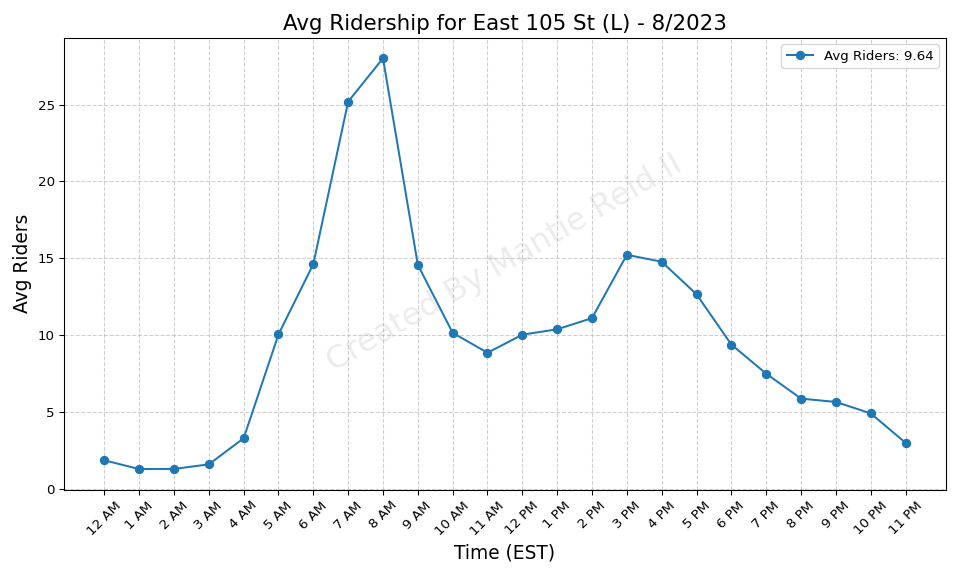 Avg Ridership for East 105 St (L) - 8/2023
Avg Riders: 9.64
Avg Riders
25
20
15
10
5
0
Created By Mantie Reid II
12 AM 1 AM 2 AM 3 AM 4 AM 5 AM 6 AM 7 AM 8 AM 9 AM 10 AM 11 AM 12 PM 1 PM 2 PM 3 PM 4 PM 5 PM 6 PM 7 PM 8 PM 9 PM 10 PM 11 PM
Time (EST)